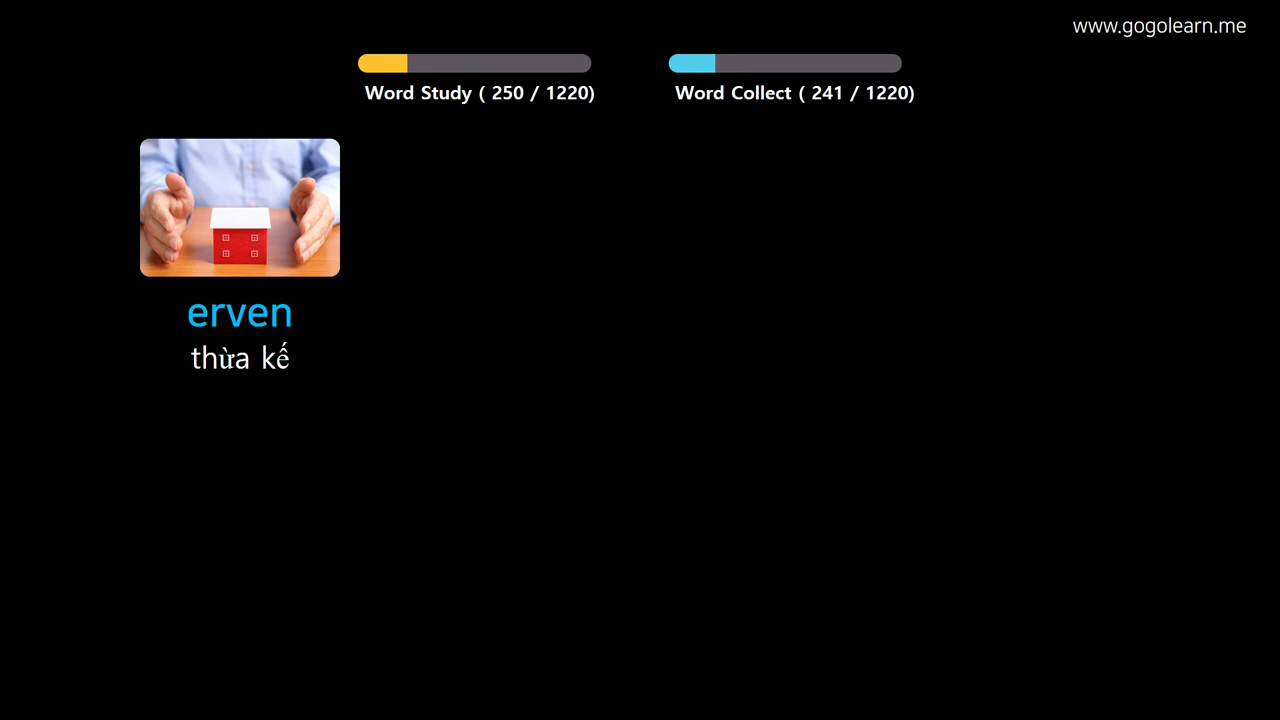 www.gogolearn.me
Word Study ( 250 / 1220)
Word Collect ( 241 / 1220)
erven
thừa kế